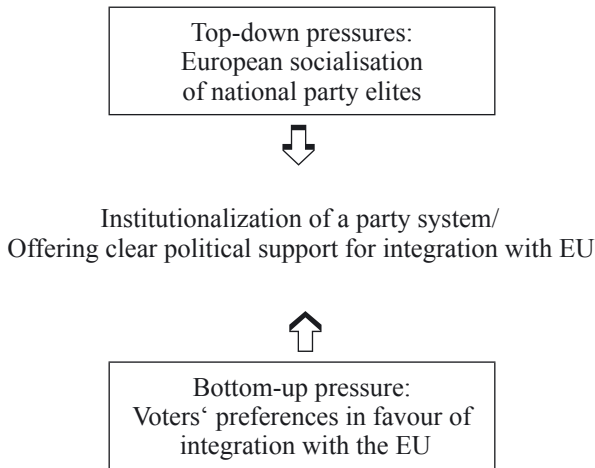 Top-down pressures:
European socialisation
of national party elites
Institutionalization of a party system/
Offering clear political support for integration with EU
Bottom-up pressure:
Voters‘ preferences in favour of
integration with the EU